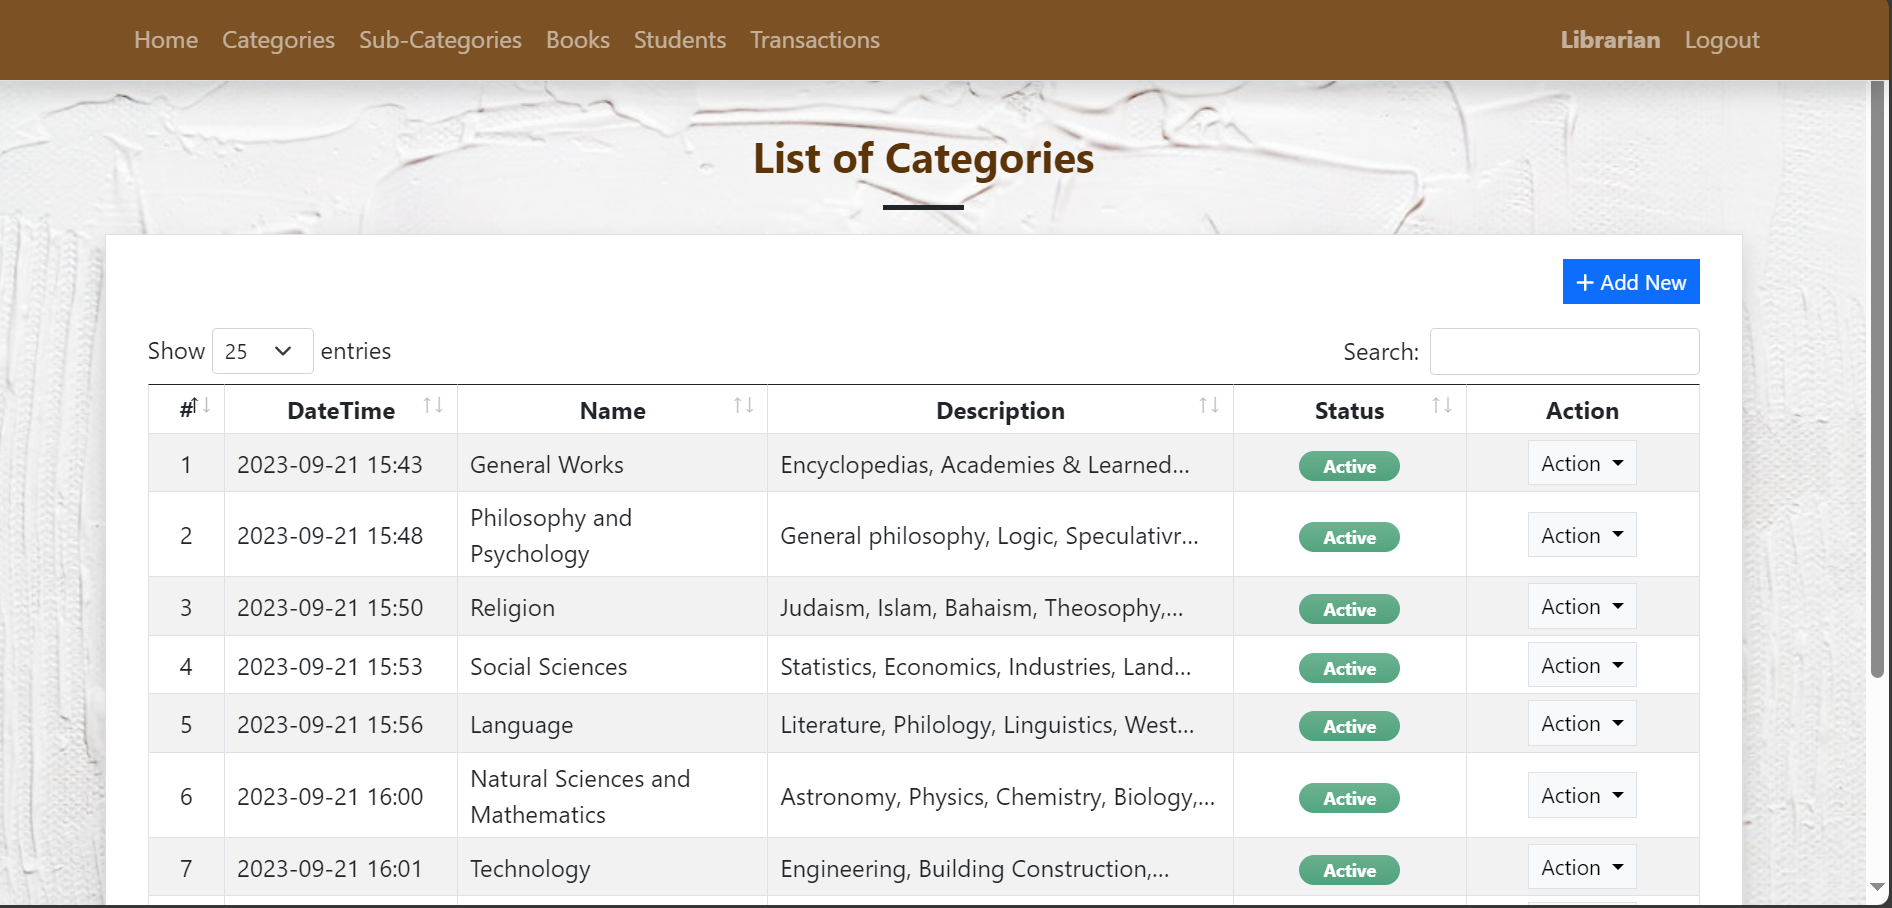 Home Categories Sub-Categories Books Students Transactions Librarian Logout
List of Categories
+ Add New
Show 25 entries Search:
# DateTime Name Description Status Action
1 2023-09-21 15:43 General Works Encyclopedias, Academies & Learned... Active Action
2 2023-09-21 15:48 Philosophy and Psychology General philosophy, Logic, Speculativr... Active Action
3 2023-09-21 15:50 Religion Judaism, Islam, Bahaism, Theosophy,... Active Action
4 2023-09-21 15:53 Social Sciences Statistics, Economics, Industries, Land... Active Action
5 2023-09-21 15:56 Language Literature, Philology, Linguistics, West... Active Action
6 2023-09-21 16:00 Natural Sciences and Mathematics Astronomy, Physics, Chemistry, Biology,... Active Action
7 2023-09-21 16:01 Technology Engineering, Building Construction,... Active Action